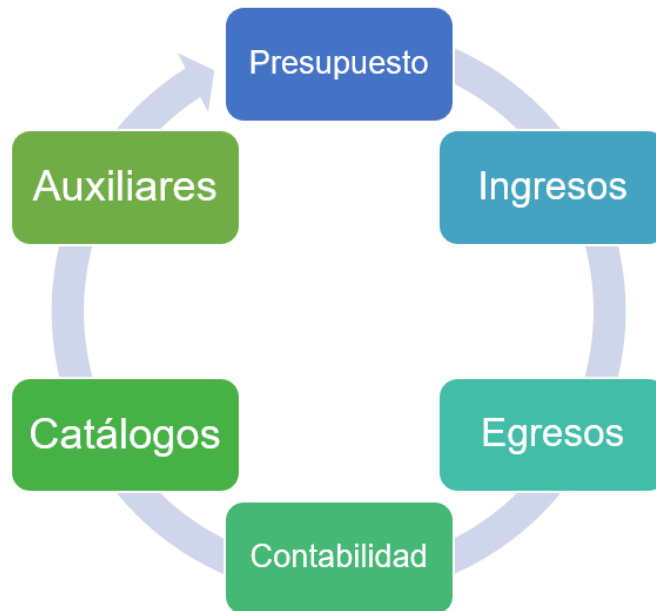 Presupuesto
Ingresos
Egresos
Contabilidad
Catálogos
Auxiliares